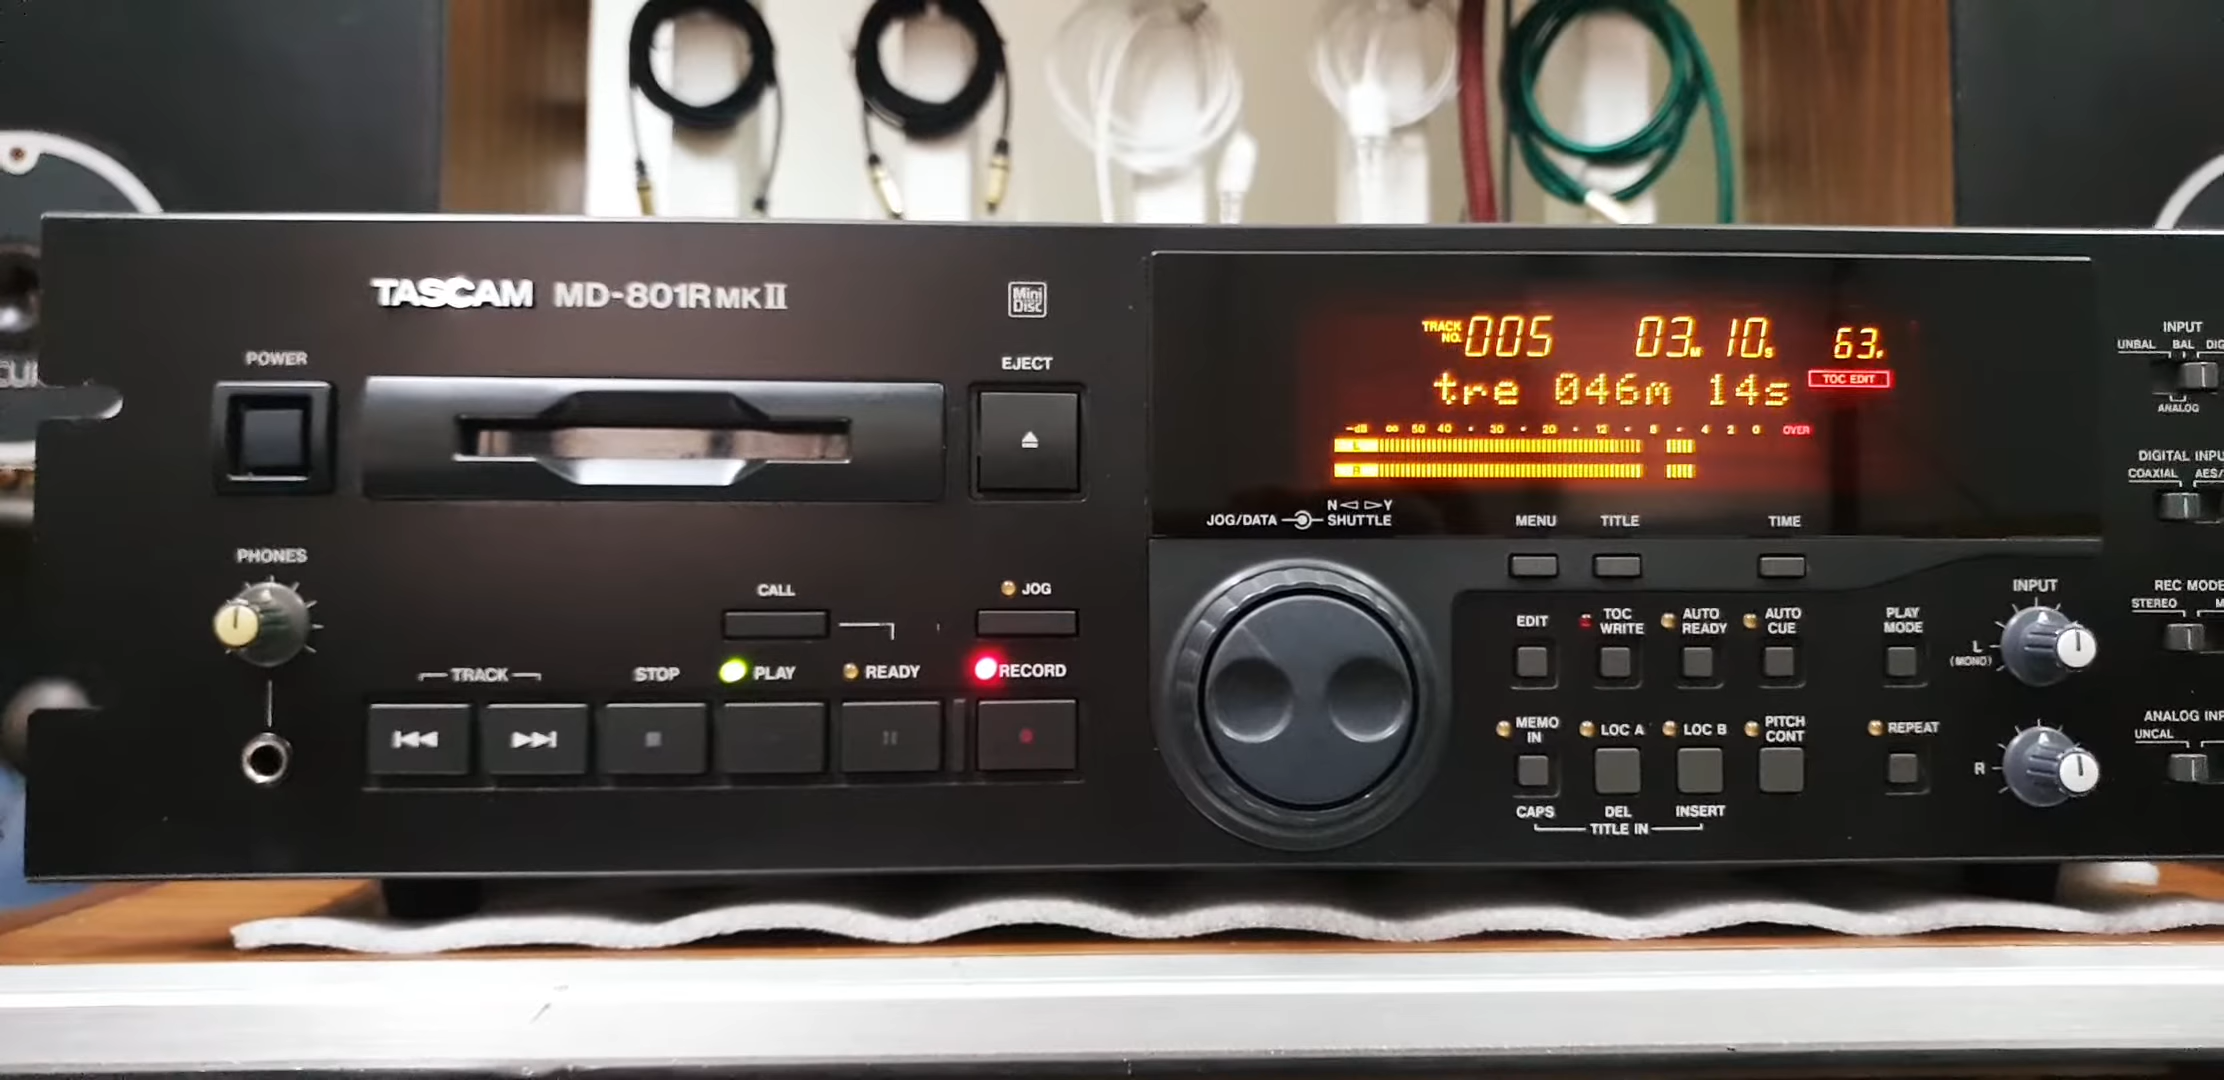 TASCAM MD-801R MKII
Mini Disc
POWER
EJECT
PHONES
CALL
JOG
TRACK
STOP
PLAY
READY
RECORD
TRACK NO. 005 03M 10S 63.
tre 046m 14s
TOC EDIT
-dB ∞ 50 40 • 30 • 20 • 12 • 4 2 0 OVER
L
R
JOG/DATA
N Y
SHUTTLE
MENU
TITLE
TIME
EDIT
TOC WRITE
AUTO READY
AUTO CUE
PLAY MODE
MEMO IN
LOC A
LOC B
PITCH CONT
REPEAT
CAPS
DEL
INSERT
TITLE IN
INPUT
L (MONO)
R
INPUT
UNBAL BAL DIG
ANALOG
DIGITAL INPU
COAXIAL AES/
REC MODE
STEREO M
ANALOG INP
UNCAL